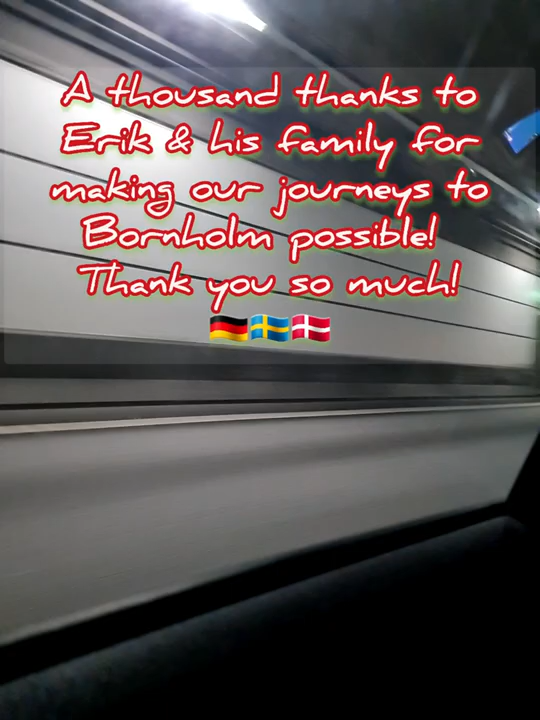 A thousand thanks to
Erik & his family for
making our journeys to
Bornholm possible!
Thank you so much!
🇩🇪🇸🇪🇩🇰